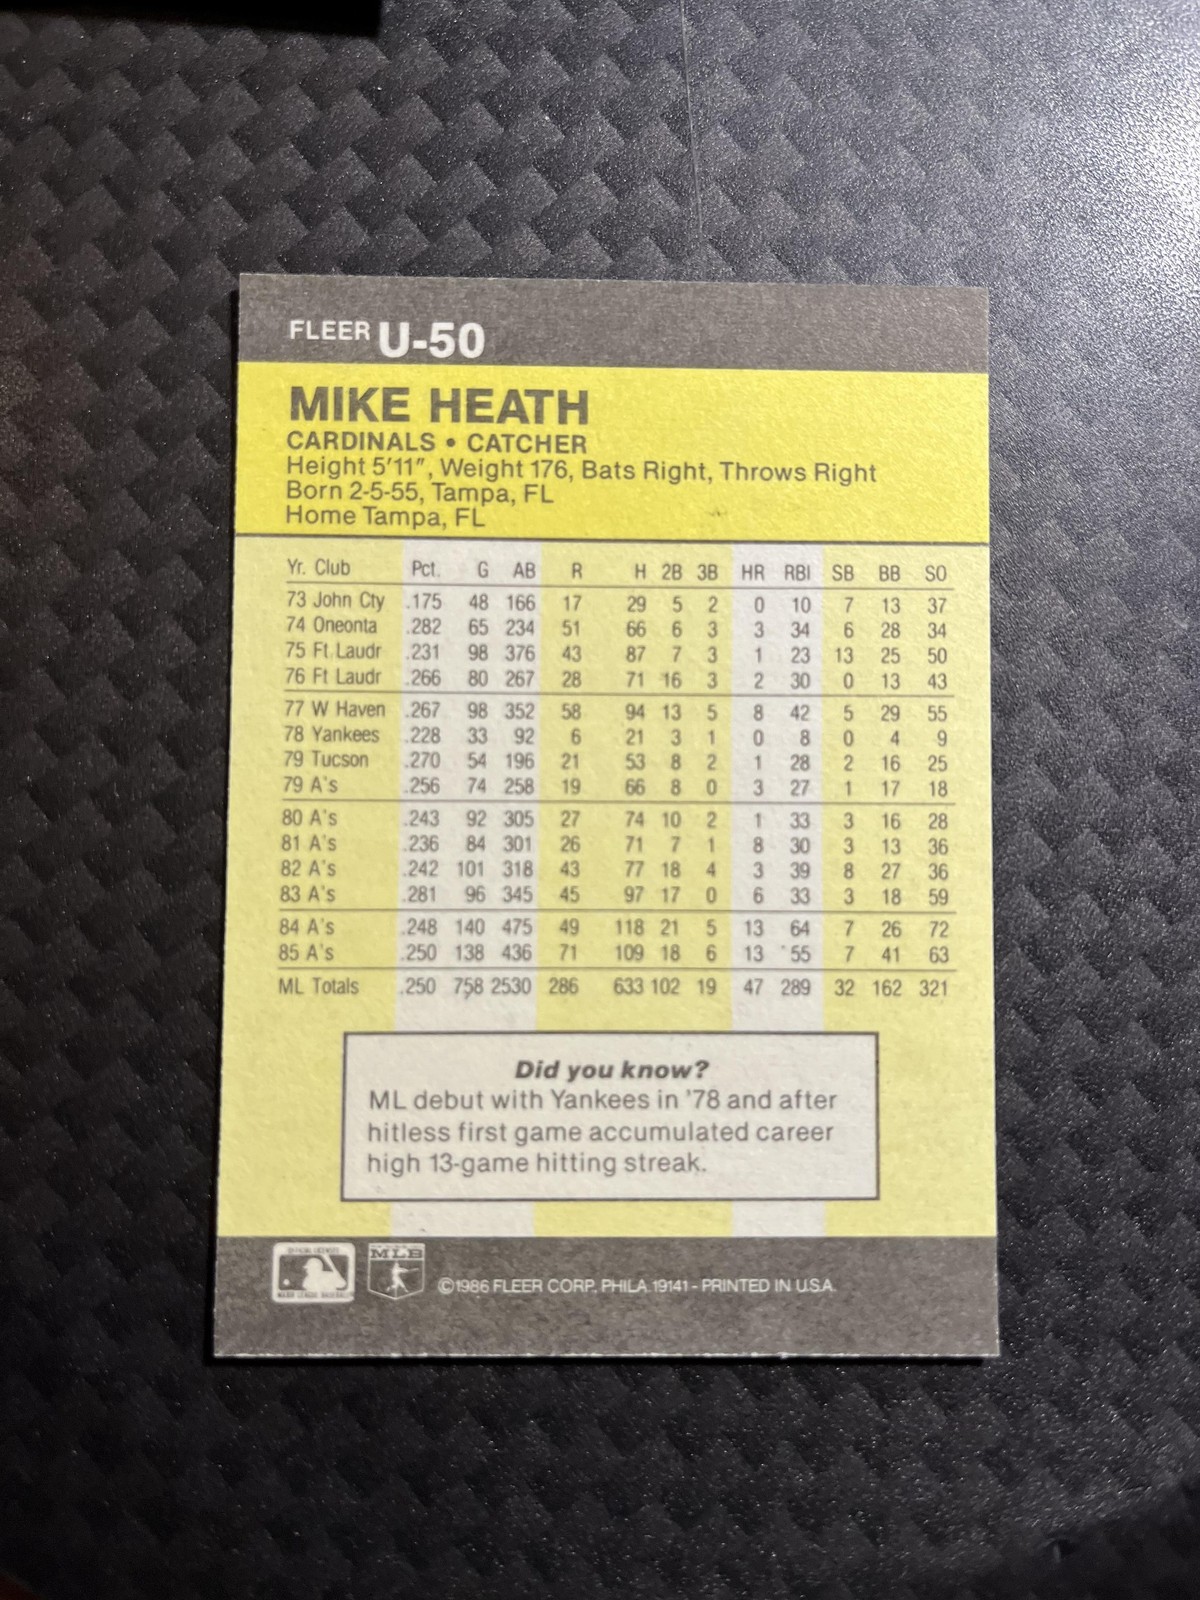 FLEER U-50
MIKE HEATH
CARDINALS • CATCHER
Height 5'11", Weight 176, Bats Right, Throws Right
Born 2-5-55, Tampa, FL
Home Tampa, FL
Yr. Club Pct. G AB R H 2B 3B HR RBI SB BB SO
73 John Cty .175 48 166 17 29 5 2 0 10 7 13 37
74 Oneonta .282 65 234 51 66 6 3 3 34 6 28 34
75 Ft Laudr .231 98 376 43 87 7 3 1 23 13 25 50
76 Ft Laudr .266 80 267 28 71 16 3 2 30 0 13 43
77 W Haven .267 98 352 58 94 13 5 8 42 5 29 55
78 Yankees .228 33 92 6 21 3 1 0 8 0 4 9
79 Tucson .270 54 196 21 53 8 2 1 28 2 16 25
79 A's .256 74 258 19 66 8 0 3 27 1 17 18
80 A's .243 92 305 27 74 10 2 1 33 3 16 28
81 A's .236 84 301 26 71 7 1 8 30 3 13 36
82 A's .242 101 318 43 77 18 4 3 39 8 27 36
83 A's .281 96 345 45 97 17 0 6 33 3 18 59
84 A's .248 140 475 49 118 21 5 13 64 7 26 72
85 A's .250 138 436 71 109 18 6 13 55 7 41 63
ML Totals .250 758 2530 286 633 102 19 47 289 32 162 321
Did you know?
ML debut with Yankees in '78 and after
hitless first game accumulated career
high 13-game hitting streak.
MLB
©1986 FLEER CORP., PHILA. 19141 - PRINTED IN U.S.A.